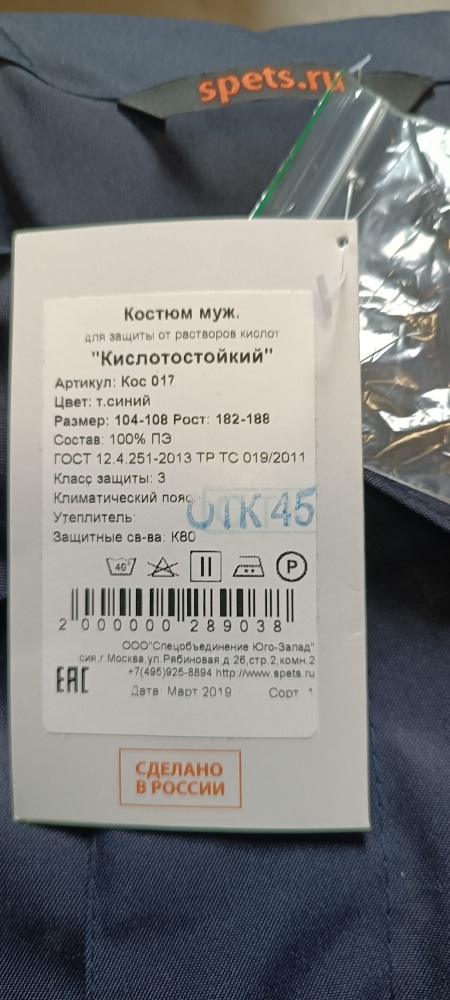 spets.ru
Костюм муж.
для защиты от растворов кислот
"Кислотостойкий"
Артикул: Кос 017
Цвет: т.синий
Размер: 104-108 Рост: 182-188
Состав: 100% ПЭ
ГОСТ 12.4.251-2013 ТР ТС 019/2011
Класс защиты: 3
Климатический пояс
Утеплитель:
ОТК 45
Защитные св-ва: К80
40°
P
2 000000 289038
ООО"Спецобъединение Юго-Запад"
сия,г.Москва,ул.Рябиновая,д.26,стр.2,комн.2
+7(495)925-8894 http://www.spets.ru
EAC
Дата: Март 2019 Сорт 1
СДЕЛАНО
В РОССИИ